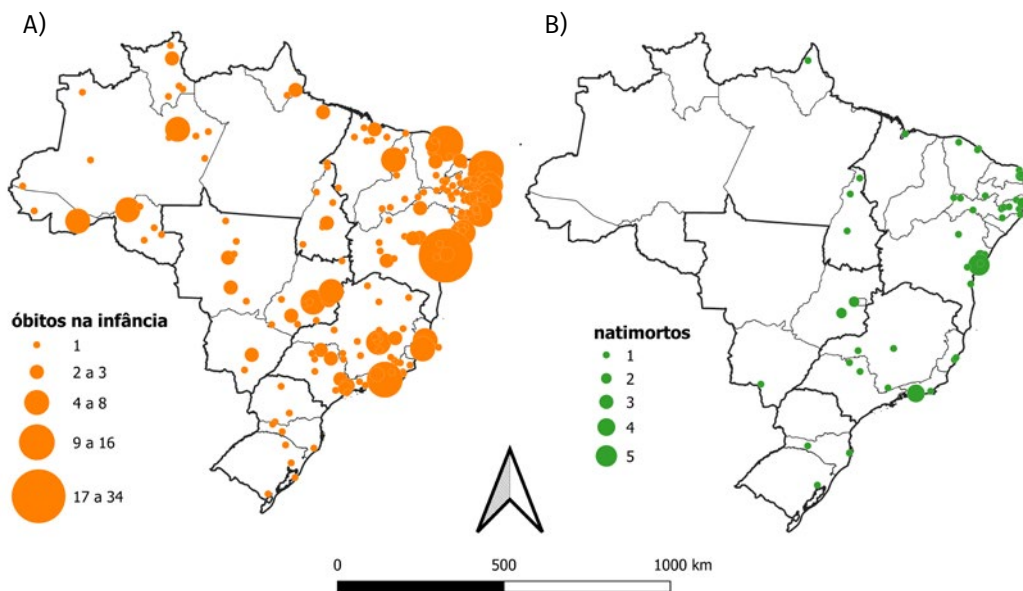 A)
B)
óbitos na infância
1
2 a 3
4 a 8
9 a 16
17 a 34
natimortos
1
2
3
4
5
0 500 1000 km